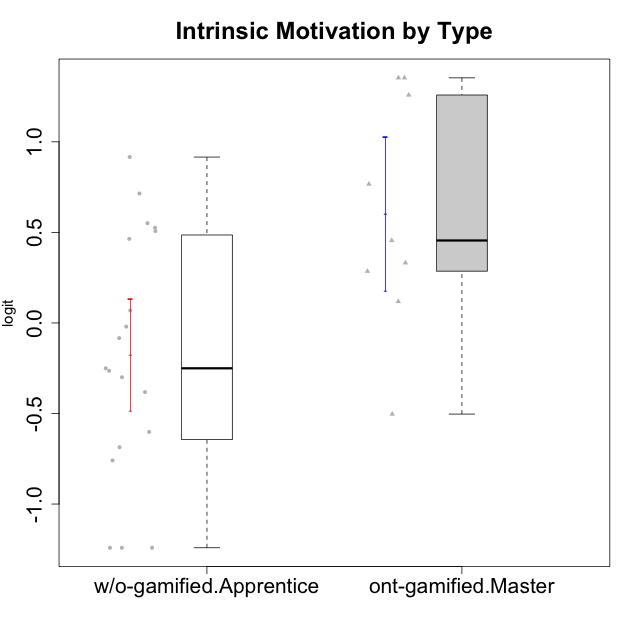 Intrinsic Motivation by Type
logit
1.0
0.5
0.0
-0.5
-1.0
w/o-gamified.Apprentice
ont-gamified.Master